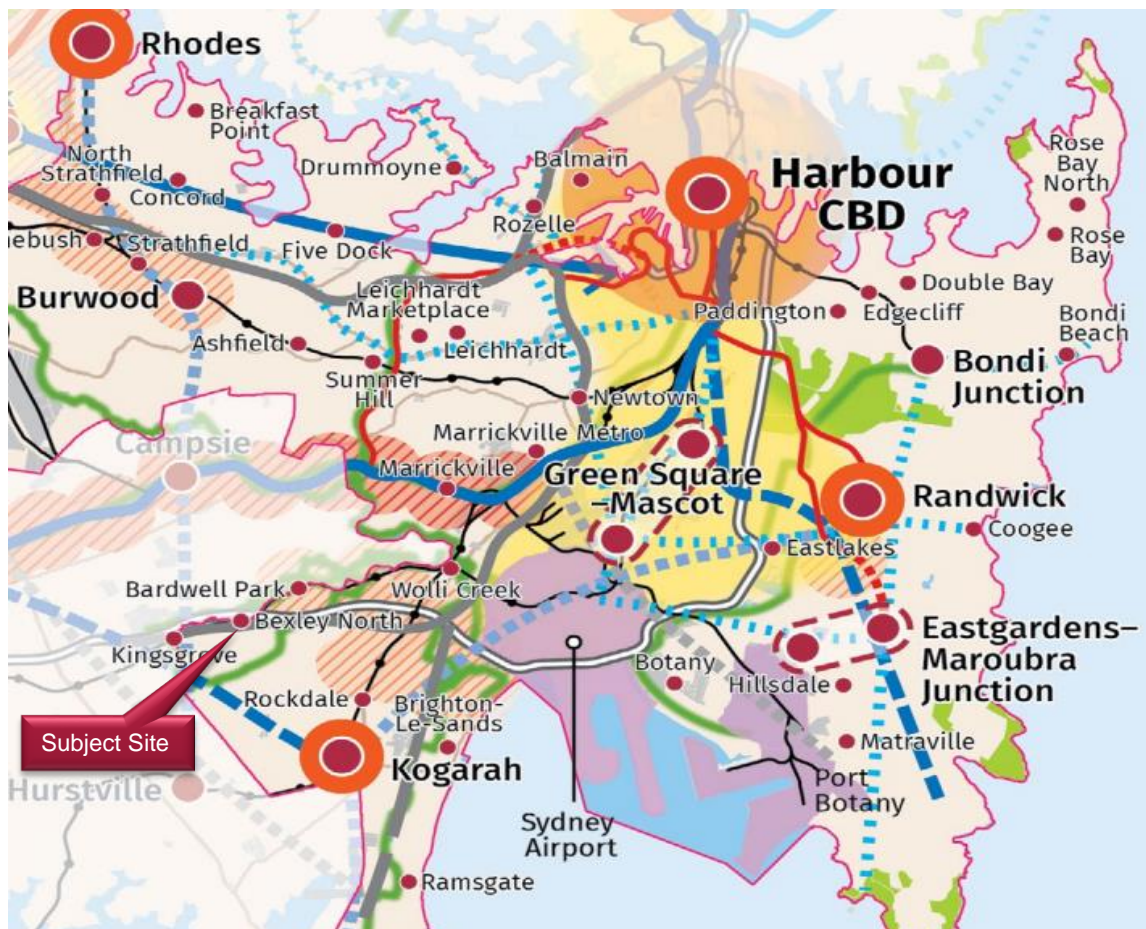 Rhodes
Breakfast
Point
North
Strathfield
Concord
Drummoyne
Balmain
Harbour
CBD
Rose
Bay
North
Rose
Bay
nebush
Strathfield
Five Dock
Rozelle
Burwood
Leichhardt
Marketplace
Leichhardt
Ashfield
Summer
Hill
Newtown
Paddington
Edgecliff
Double Bay
Bondi
Beach
Bondi
Junction
Campsie
Marrickville Metro
Marrickville
Green Square
–Mascot
Randwick
Coogee
Eastlakes
Bardwell Park
Wolli Creek
Bexley North
Kingsgrove
Subject Site
Rockdale
Brighton-
Le-Sands
Kogarah
Hurstville
Botany
Hillsdale
Eastgardens–
Maroubra
Junction
Matraville
Port
Botany
Sydney
Airport
Ramsgate